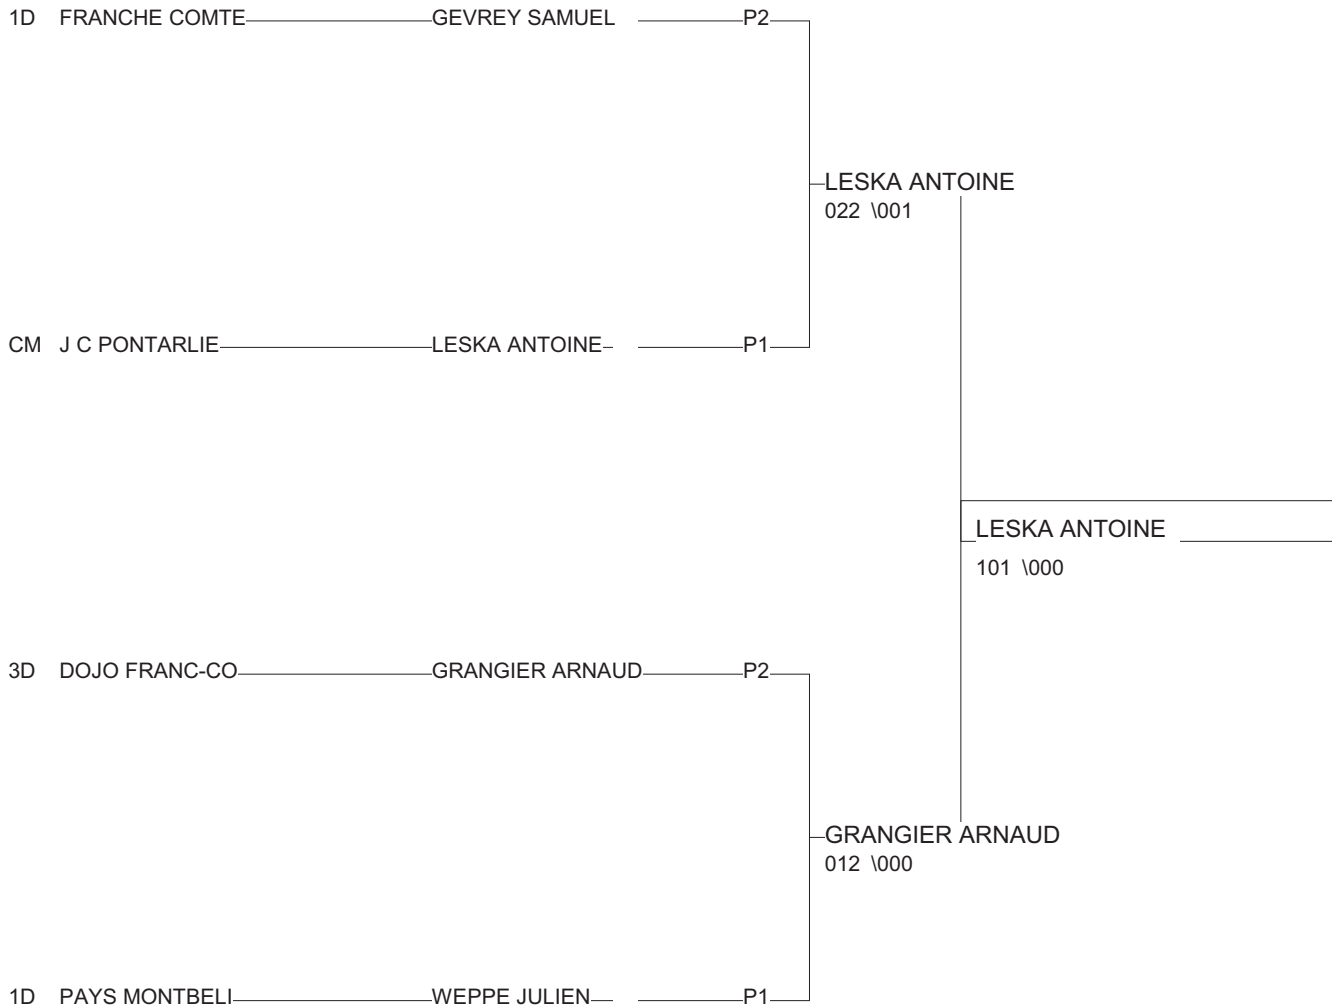 1D FRANCHE COMTE GEVREY SAMUEL P2
LESKA ANTOINE
022 \001
CM J C PONTARLIE LESKA ANTOINE P1
LESKA ANTOINE
101 \000
3D DOJO FRANC-CO GRANGIER ARNAUD P2
GRANGIER ARNAUD
012 \000
1D PAYS MONTBELI WEPPE JULIEN P1